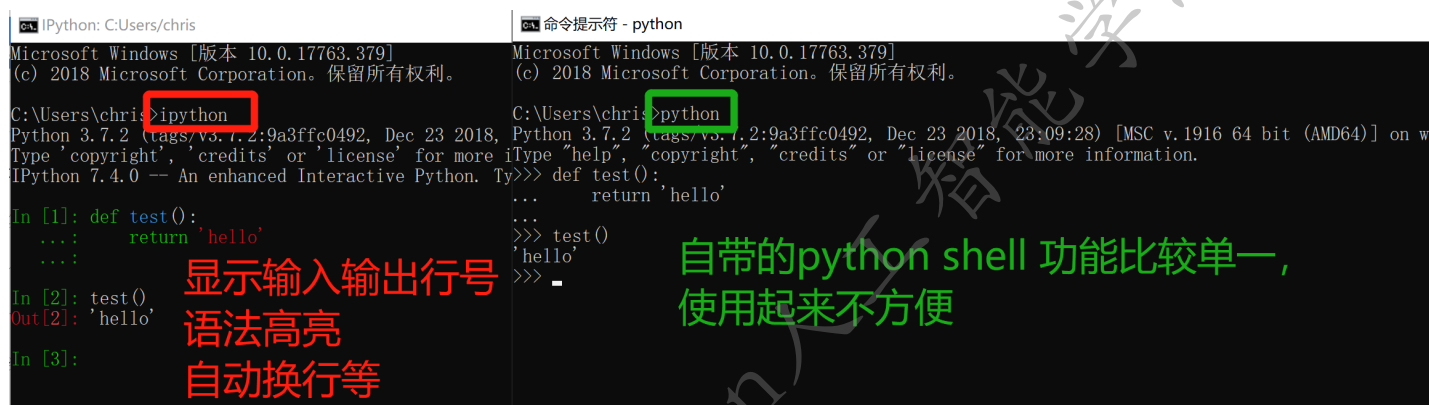 IPython: C:Users/chris
Microsoft Windows [版本 10.0.17763.379]
(c) 2018 Microsoft Corporation。保留所有权利。
C:\Users\chris>ipython
Python 3.7.2 (tags/v3.7.2:9a3ffc0492, Dec 23 2018,
Type 'copyright', 'credits' or 'license' for more i
IPython 7.4.0 -- An enhanced Interactive Python. Ty
In [1]: def test():
...:     return 'hello'
...:
In [2]: test()
Out[2]: 'hello'
In [3]:
显示输入输出行号
语法高亮
自动换行等
命令提示符 - python
Microsoft Windows [版本 10.0.17763.379]
(c) 2018 Microsoft Corporation。保留所有权利。
C:\Users\chris>python
Python 3.7.2 (tags/v3.7.2:9a3ffc0492, Dec 23 2018, 23:09:28) [MSC v.1916 64 bit (AMD64)] on w
Type "help", "copyright", "credits" or "license" for more information.
>>> def test():
...     return 'hello'
...
>>> test()
'hello'
>>>
自带的python shell 功能比较单一，
使用起来不方便
n人工智能学